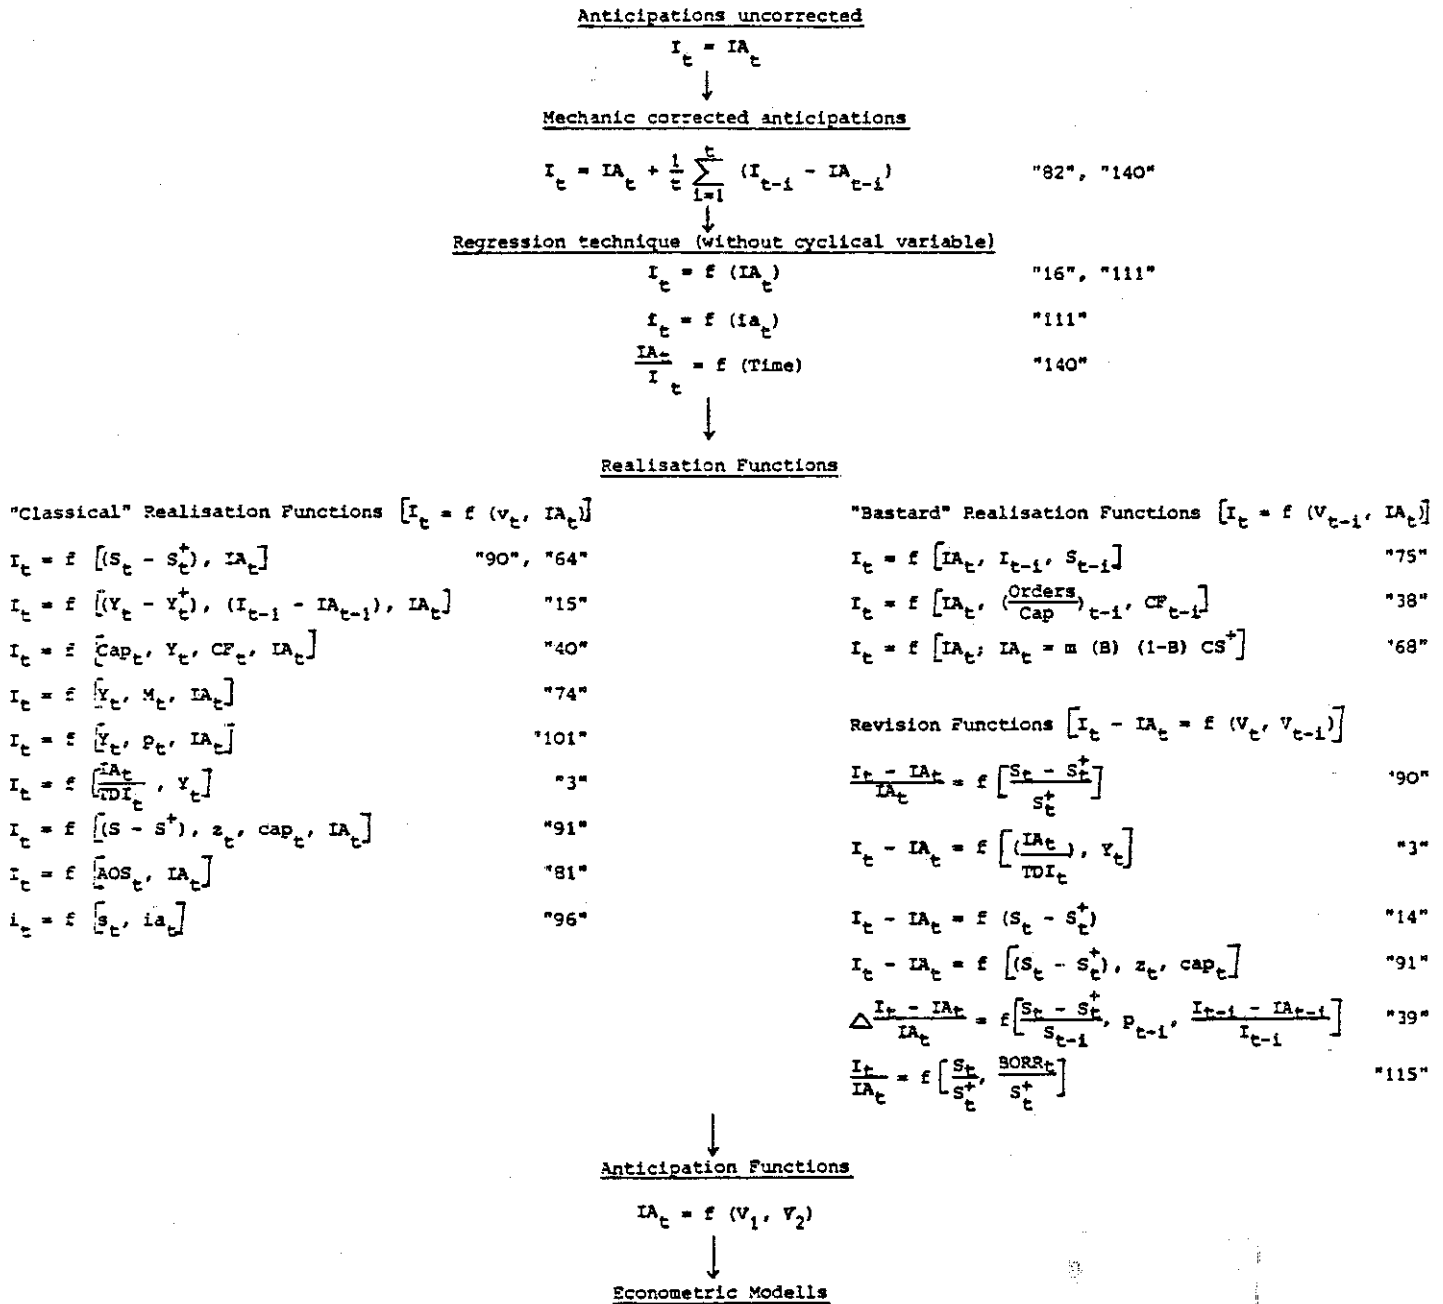 Anticipations uncorrected
I_t = IA_t
↓
Mechanic corrected anticipations
I_t = IA_t + 1/t ∑_{i=1}^{t} (I_{t-i} - IA_{t-i}) "82", "140"
↓
Regression technique (without cyclical variable)
I_t = f (IA_t) "16", "111"
I_t = f (ia_t) "111"
IA_t / I_t = f (Time) "140"
↓
Realisation Functions
"Classical" Realisation Functions [I_t = f (v_t, IA_t)]
I_t = f [(S_t - S_t^+), IA_t] "90", "64"
I_t = f [(Y_t - Y_t^+), (I_{t-i} - IA_{t-i}), IA_t] "15"
I_t = f [Cap_t, Y_t, CF_t, IA_t] "40"
I_t = f [Y_t, M_t, IA_t] "74"
I_t = f [Y_t, p_t, IA_t] "101"
I_t = f [IA_t / TDI_t, Y_t] "3"
I_t = f [(S - S^+), z_t, cap_t, IA_t] "91"
I_t = f [AOS_t, IA_t] "81"
i_t = f [s_t, ia_t] "96"
"Bastard" Realisation Functions [I_t = f (V_{t-i}, IA_t)]
I_t = f [IA_t, I_{t-i}, S_{t-i}] "75"
I_t = f [IA_t, (Orders / Cap)_{t-i}, CF_{t-i}] "38"
I_t = f [IA_t; IA_t = m (B) (1-B) CS^+] "68"
Revision Functions [I_t - IA_t = f (V_t, V_{t-i})]
(I_t - IA_t) / IA_t = f [(S_t - S_t^+) / S_t^+] "90"
I_t - IA_t = f [(IA_t / TDI_t), Y_t] "3"
I_t - IA_t = f (S_t - S_t^+) "14"
I_t - IA_t = f [(S_t - S_t^+), z_t, cap_t] "91"
△ (I_t - IA_t) / IA_t = f [(S_t - S_t^+) / S_{t-i}, p_{t-i}, (I_{t-i} - IA_{t-i}) / I_{t-i}] "39"
I_t / IA_t = f [S_t / S_t^+, BORR_t / S_t^+] "115"
↓
Anticipation Functions
IA_t = f (V_1, V_2)
↓
Econometric Modells